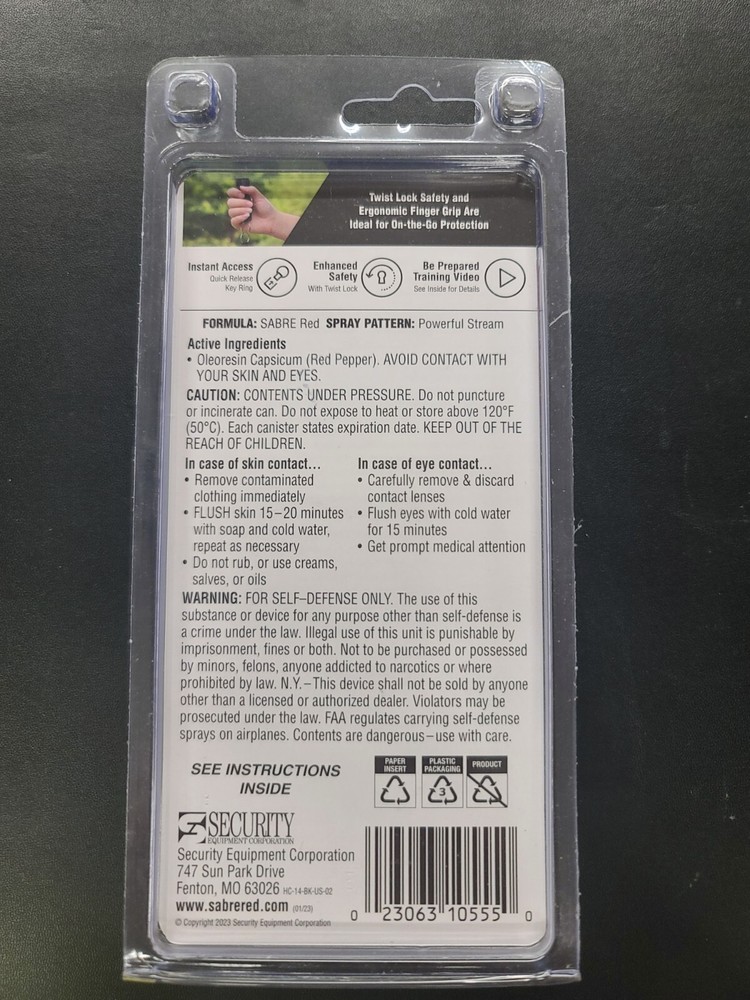 Twist Lock Safety and
Ergonomic Finger Grip Are
Ideal for On-the-Go Protection
Instant Access
Quick Release
Key Ring
Enhanced
Safety
With Twist Lock
Be Prepared
Training Video
See Inside for Details
FORMULA: SABRE Red SPRAY PATTERN: Powerful Stream
Active Ingredients
• Oleoresin Capsicum (Red Pepper). AVOID CONTACT WITH
YOUR SKIN AND EYES.
CAUTION: CONTENTS UNDER PRESSURE. Do not puncture
or incinerate can. Do not expose to heat or store above 120°F
(50°C). Each canister states expiration date. KEEP OUT OF THE
REACH OF CHILDREN.
In case of skin contact...
• Remove contaminated
clothing immediately
• FLUSH skin 15–20 minutes
with soap and cold water,
repeat as necessary
• Do not rub, or use creams,
salves, or oils
In case of eye contact...
• Carefully remove & discard
contact lenses
• Flush eyes with cold water
for 15 minutes
• Get prompt medical attention
WARNING: FOR SELF–DEFENSE ONLY. The use of this
substance or device for any purpose other than self-defense is
a crime under the law. Illegal use of this unit is punishable by
imprisonment, fines or both. Not to be purchased or possessed
by minors, felons, anyone addicted to narcotics or where
prohibited by law. N.Y.–This device shall not be sold by anyone
other than a licensed or authorized dealer. Violators may be
prosecuted under the law. FAA regulates carrying self-defense
sprays on airplanes. Contents are dangerous–use with care.
SEE INSTRUCTIONS
INSIDE
PAPER
INSERT
PLASTIC
PACKAGING
3
PRODUCT
SECURITY
EQUIPMENT CORPORATION
Security Equipment Corporation
747 Sun Park Drive
Fenton, MO 63026 HC-14-BK-US-02
www.sabrered.com (01/23)
© Copyright 2023 Security Equipment Corporation
0 23063 10555 0